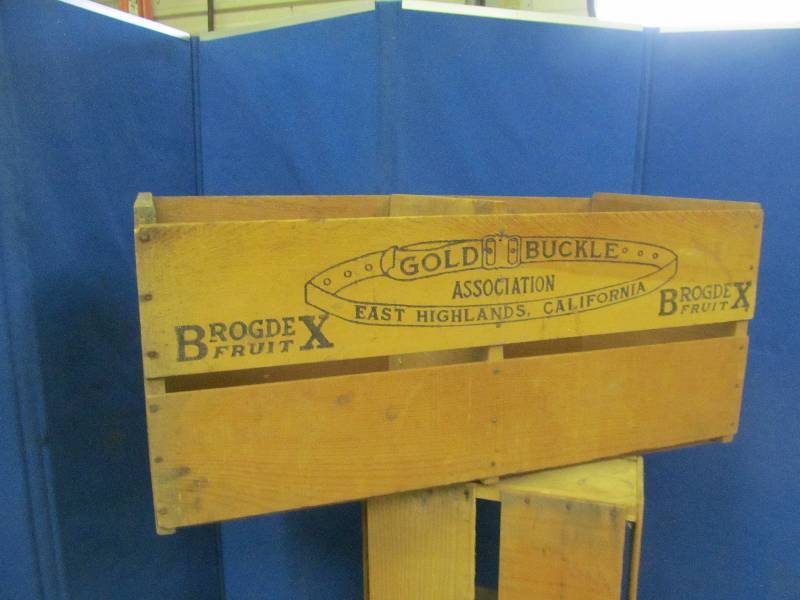 GOLD BUCKLE
ASSOCIATION
EAST HIGHLANDS, CALIFORNIA
BROGDEX
FRUIT
BROGDEX
FRUIT